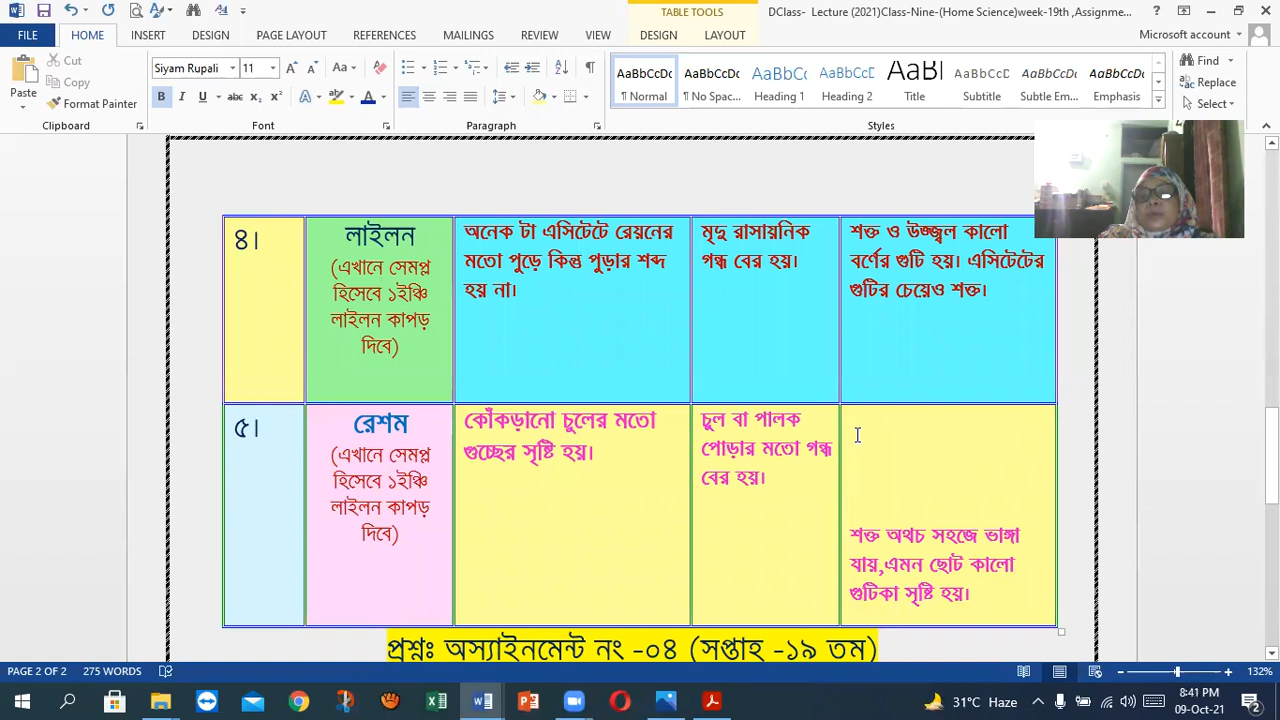 DClass- Lecture (2021)Class-Nine-(Home Science)week-19th ,Assignme...
TABLE TOOLS
FILE
HOME
INSERT
DESIGN
PAGE LAYOUT
REFERENCES
MAILINGS
REVIEW
VIEW
DESIGN
LAYOUT
Microsoft account
Paste
Cut
Copy
Format Painter
Clipboard
Siyam Rupali
11
Font
Paragraph
AaBbCcDc
¶ Normal
AaBbCcDc
¶ No Spac...
AaBbCc
Heading 1
AaBbCcC
Heading 2
AaBl
Title
AaBbCcD
Subtitle
AaBbCcDc
Subtle Em...
AaBbCcDc
Emphasis
Styles
Find
Replace
Select
৪।
লাইলন
(এখানে সেমপ্ল
হিসেবে ১ইঞ্চি
লাইলন কাপড়
দিবে)
অনেক টা এসিটেটে রেয়নের
মতো পুড়ে কিন্তু পুড়ার শব্দ
হয় না।
মৃদু রাসায়নিক
গন্ধ বের হয়।
শক্ত ও উজ্জ্বল কালো
বর্ণের গুটি হয়। এসিটেটের
গুটির চেয়েও শক্ত।
৫।
রেশম
(এখানে সেমপ্ল
হিসেবে ১ইঞ্চি
লাইলন কাপড়
দিবে)
কোঁকড়ানো চুলের মতো
গুচ্ছের সৃষ্টি হয়।
চুল বা পালক
পোড়ার মতো গন্ধ
বের হয়।
শক্ত অথচ সহজে ভাঙ্গা
যায়,এমন ছোট কালো
গুটিকা সৃষ্টি হয়।
প্রশ্নঃ অস্যাইনমেন্ট নং -০৪ (সপ্তাহ -১৯ তম)
PAGE 2 OF 2
275 WORDS
132%
31°C Haze
8:41 PM
09-Oct-21
2